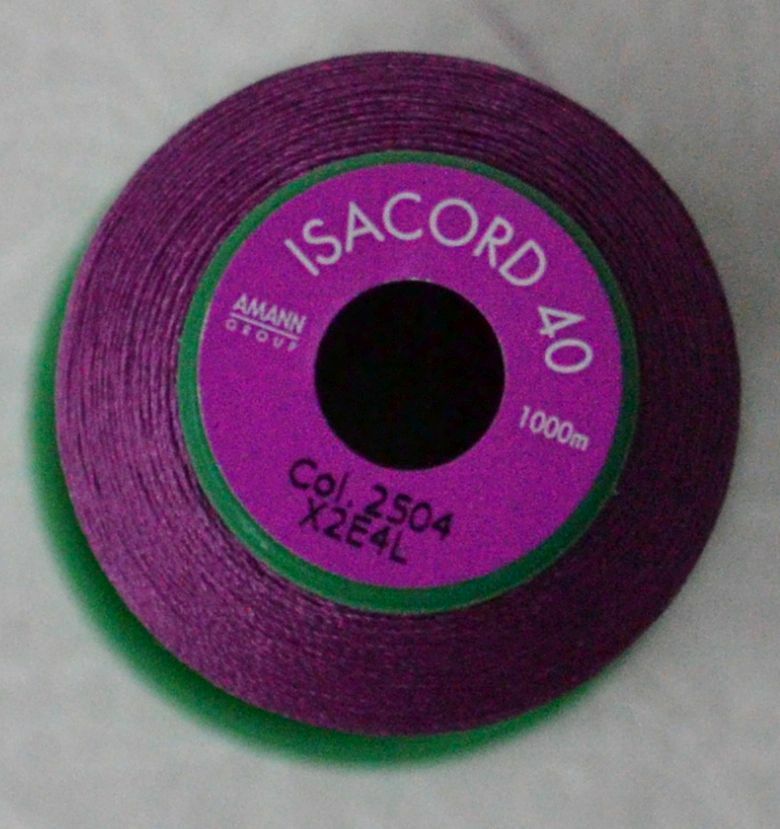 ISACORD 40
AMANN
GROUP
1000m
Col. 2504
X2E4L